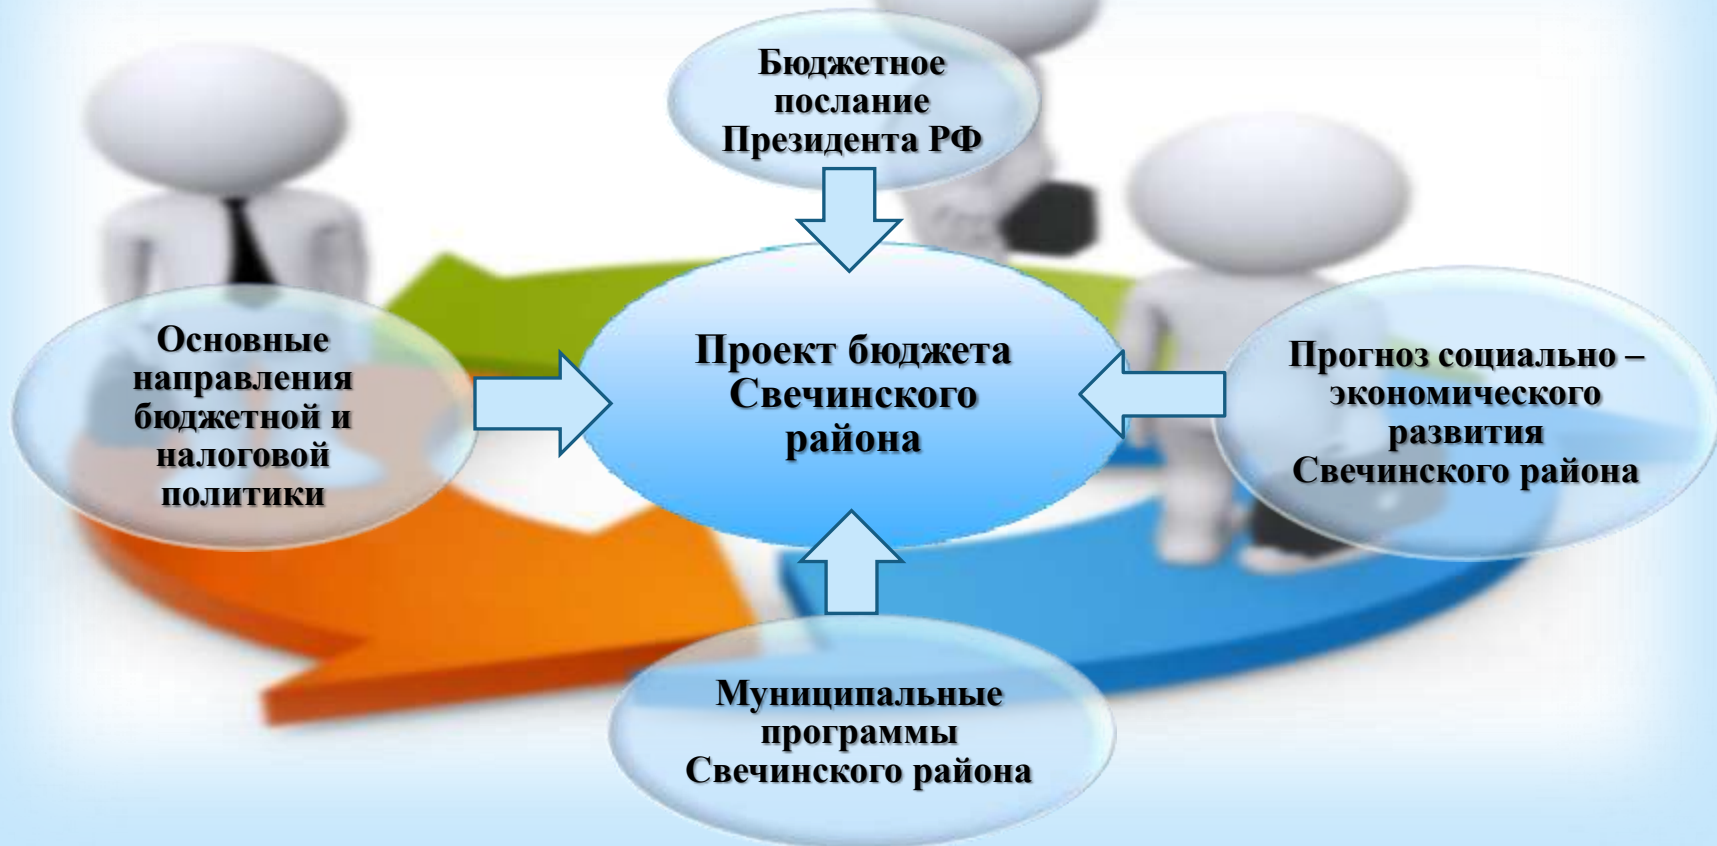 Бюджетное
послание
Президента РФ
Основные
направления
бюджетной и
налоговой
политики
Проект бюджета
Свечинского
района
Прогноз социально –
экономического
развития
Свечинского района
Муниципальные
программы
Свечинского района